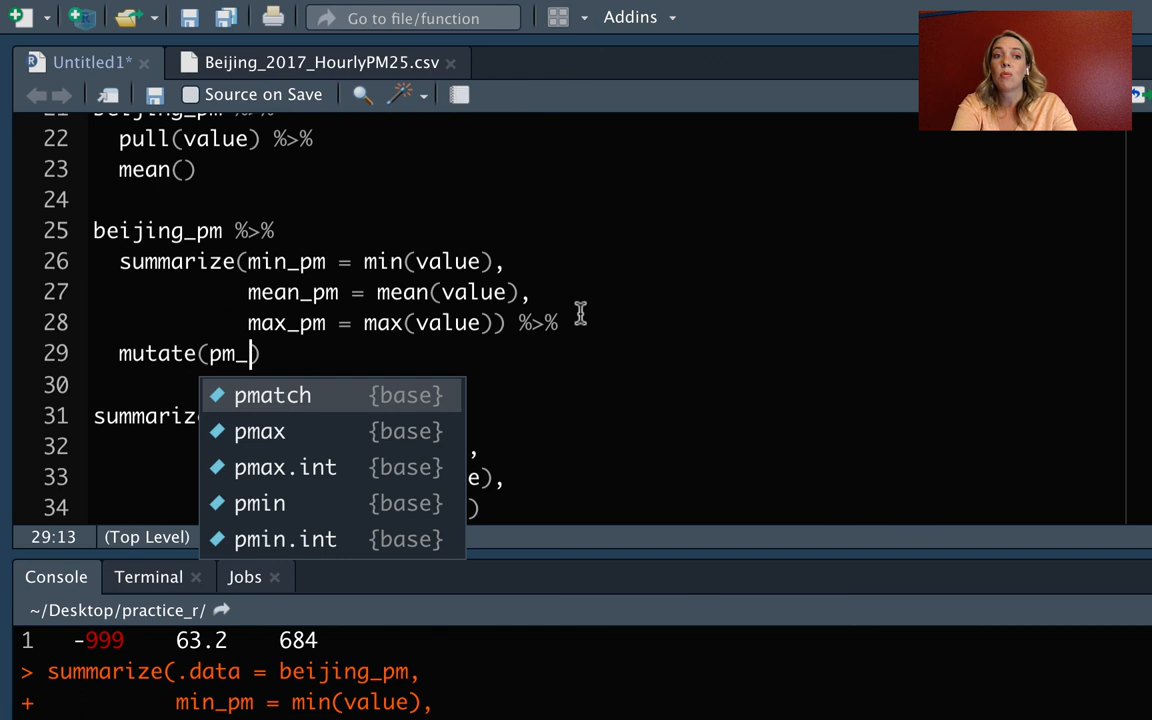 Go to file/function
Addins
Untitled1*
Beijing_2017_HourlyPM25.csv
Source on Save
beijing_pm %>%
22 pull(value) %>%
23 mean()
24
25 beijing_pm %>%
26 summarize(min_pm = min(value),
27 mean_pm = mean(value),
28 max_pm = max(value)) %>%
29 mutate(pm_)
30
pmatch {base}
31 summariz
pmax {base}
32 ,
pmax.int {base}
33 e),
pmin {base}
34 )
pmin.int {base}
29:13 (Top Level)
Console Terminal Jobs
~/Desktop/practice_r/
1 -999 63.2 684
> summarize(.data = beijing_pm,
+ min_pm = min(value),